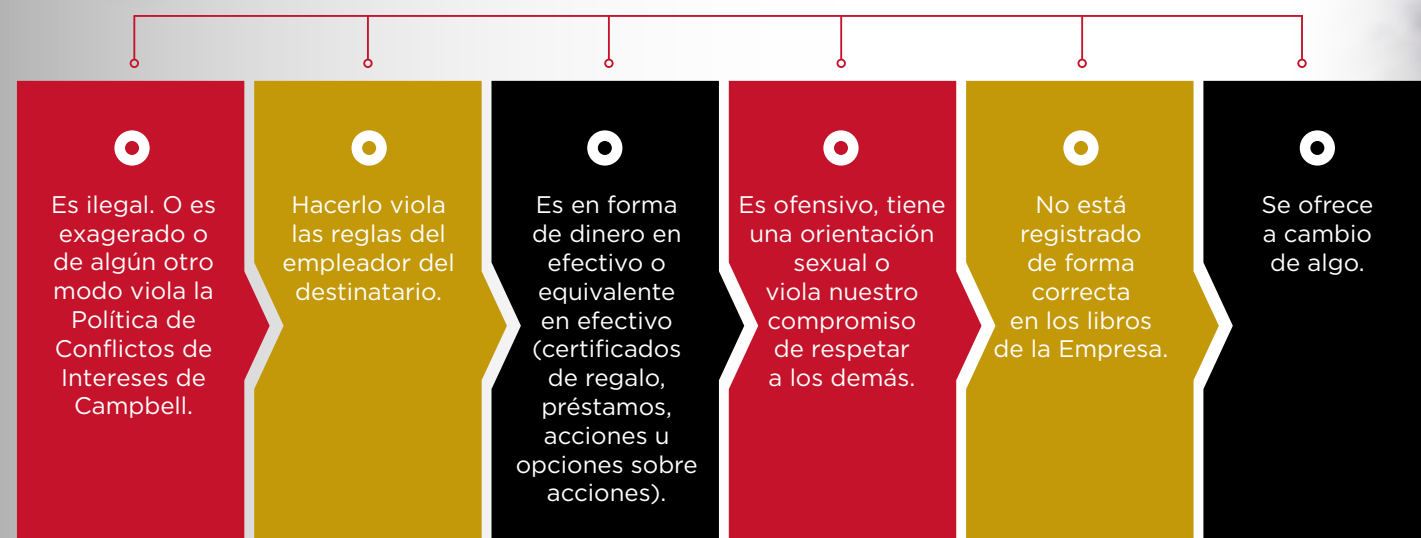 Es ilegal. O es
exagerado o
de algún otro
modo viola la
Política de
Conflictos de
Intereses de
Campbell.
Hacerlo viola
las reglas del
empleador del
destinatario.
Es en forma
de dinero en
efectivo o
equivalente
en efectivo
(certificados
de regalo,
préstamos,
acciones u
opciones sobre
acciones).
Es ofensivo, tiene
una orientación
sexual o
viola nuestro
compromiso
de respetar
a los demás.
No está
registrado
de forma
correcta
en los libros
de la Empresa.
Se ofrece
a cambio
de algo.